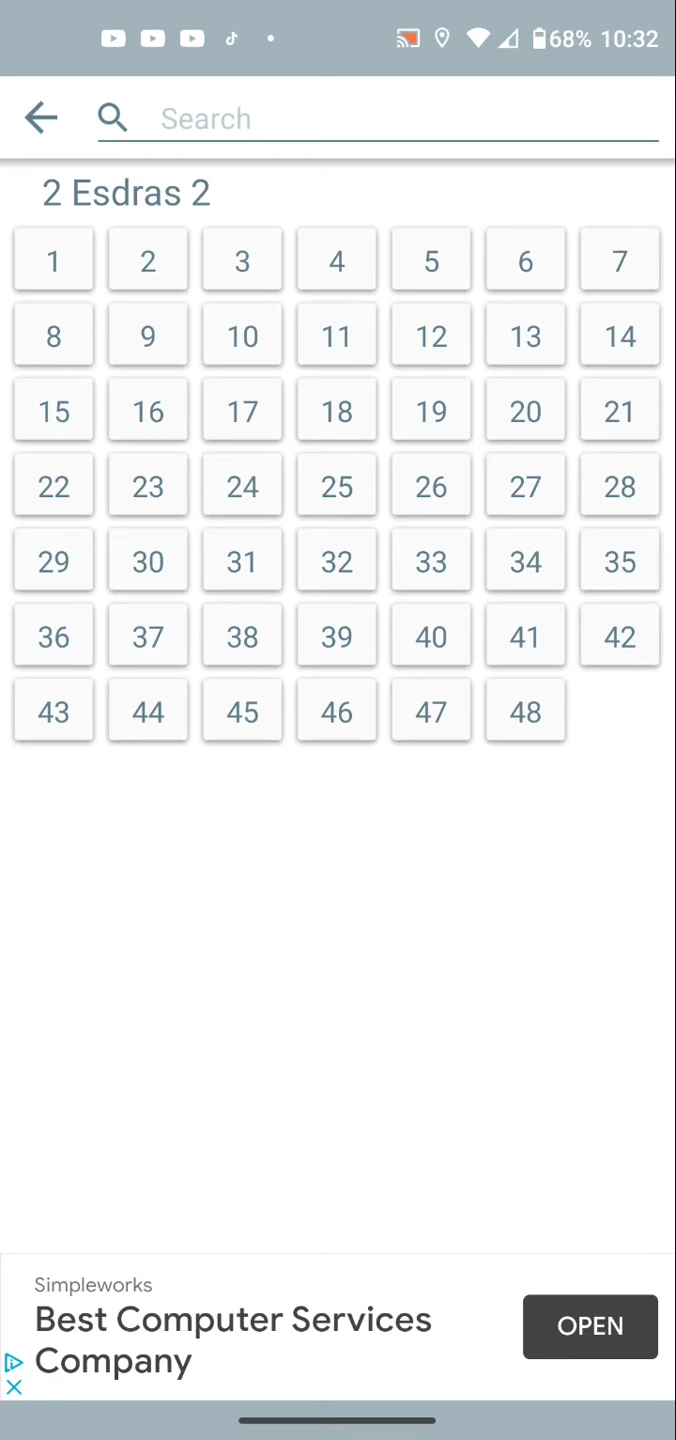 68% 10:32
Search
2 Esdras 2
1 2 3 4 5 6 7
8 9 10 11 12 13 14
15 16 17 18 19 20 21
22 23 24 25 26 27 28
29 30 31 32 33 34 35
36 37 38 39 40 41 42
43 44 45 46 47 48
Simpleworks
Best Computer Services
Company
OPEN